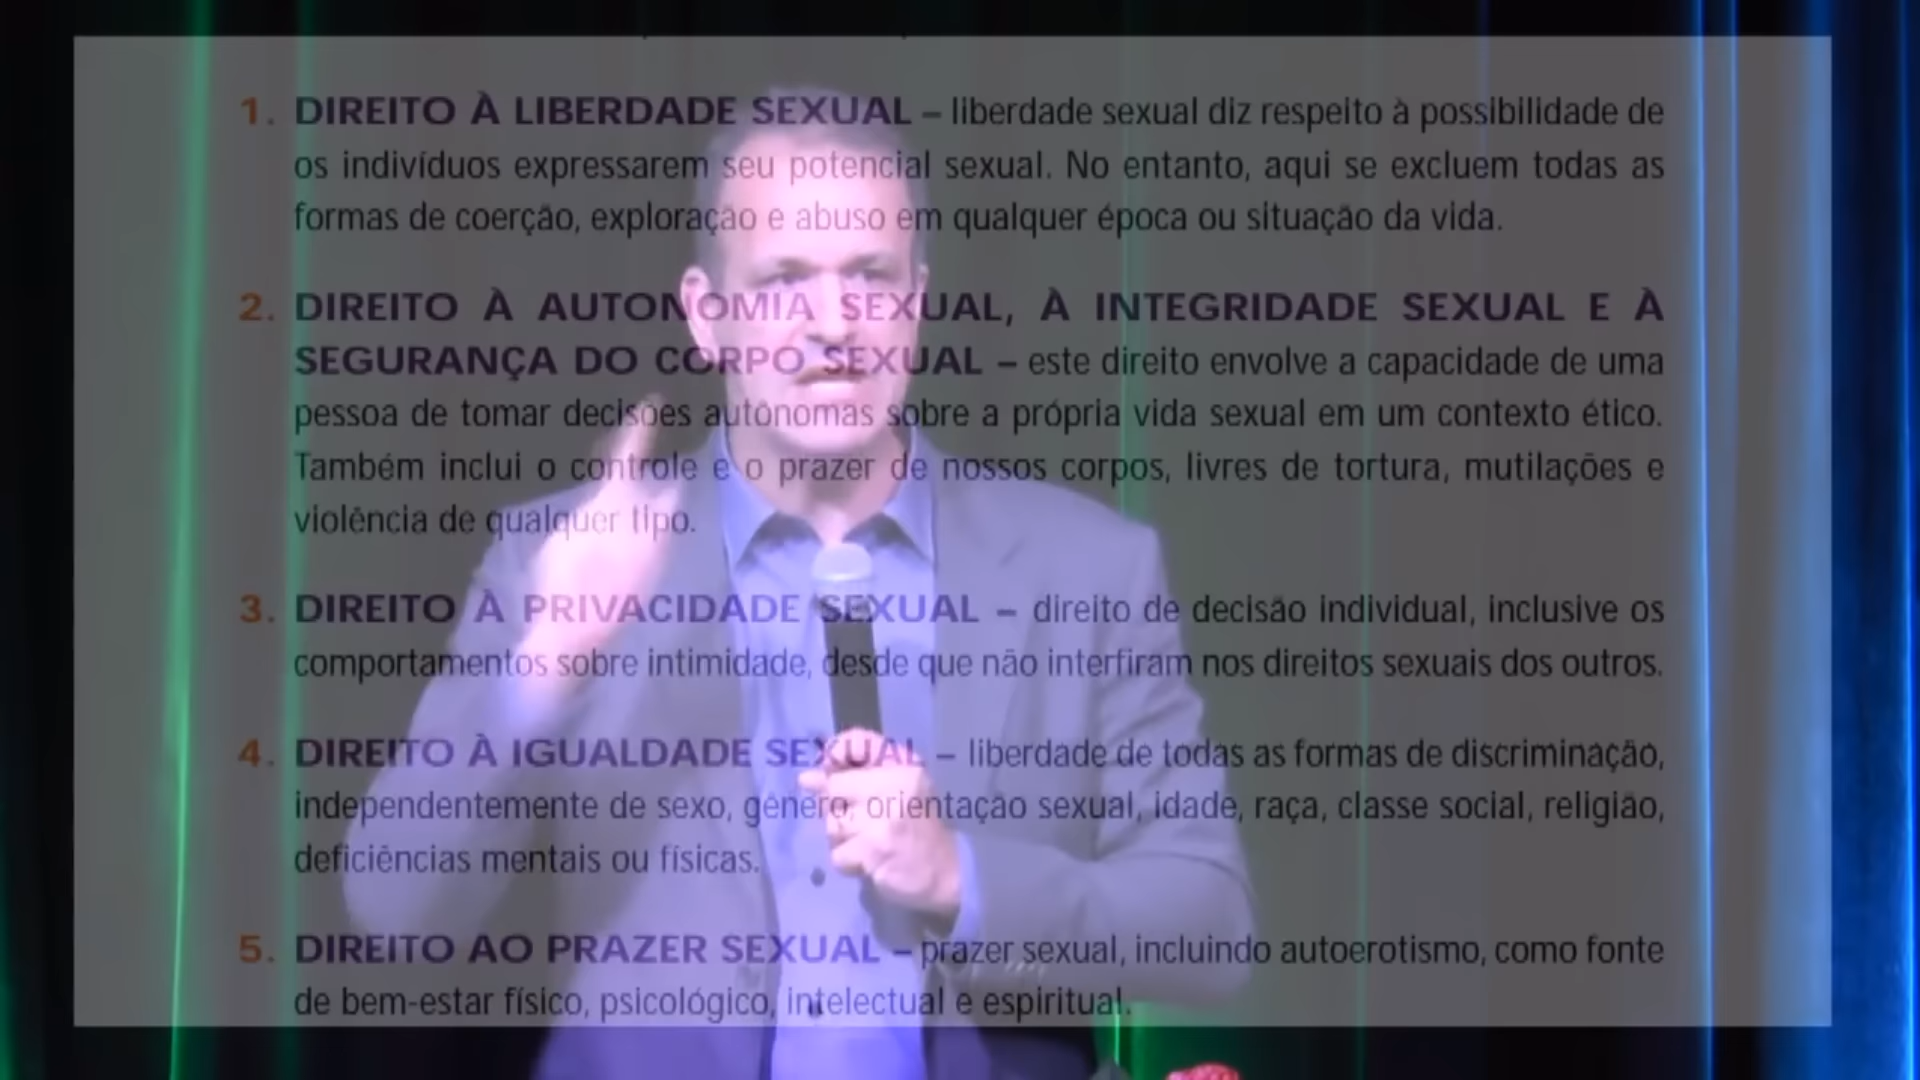 1. DIREITO À LIBERDADE SEXUAL – liberdade sexual diz respeito à possibilidade de
os indivíduos expressarem seu potencial sexual. No entanto, aqui se excluem todas as
formas de coerção, exploração e abuso em qualquer época ou situação da vida.
2. DIREITO À AUTONOMIA SEXUAL, À INTEGRIDADE SEXUAL E À
SEGURANÇA DO CORPO SEXUAL – este direito envolve a capacidade de uma
pessoa de tomar decisões autônomas sobre a própria vida sexual em um contexto ético.
Também inclui o controle e o prazer de nossos corpos, livres de tortura, mutilações e
violência de qualquer tipo.
3. DIREITO À PRIVACIDADE SEXUAL – direito de decisão individual, inclusive os
comportamentos sobre intimidade, desde que não interfiram nos direitos sexuais dos outros.
4. DIREITO À IGUALDADE SEXUAL – liberdade de todas as formas de discriminação,
independentemente de sexo, gênero, orientação sexual, idade, raça, classe social, religião,
deficiências mentais ou físicas.
5. DIREITO AO PRAZER SEXUAL – prazer sexual, incluindo autoerotismo, como fonte
de bem-estar físico, psicológico, intelectual e espiritual.